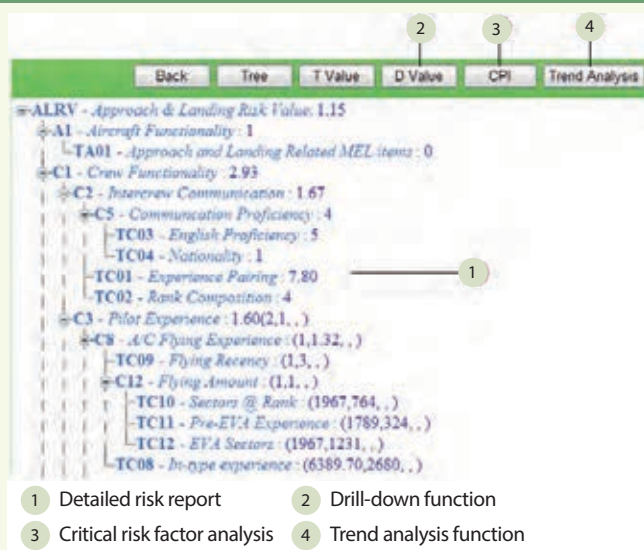 2 3 4
Back Tree T Value D Value CPI Trend Analysis
ALRV - Approach & Landing Risk Value: 1.15
A1 - Aircraft Functionality : 1
TA01 - Approach and Landing Related MEL items : 0
C1 - Crew Functionality : 2.93
C2 - Intercrew Communication : 1.67
C5 - Communcation Proficiency : 4
TC03 - English Proficiency : 5
TC04 - Nationality : 1
TC01 - Experience Pairing : 7.80 1
TC02 - Rank Composition : 4
C3 - Pilot Experience : 1.60(2,1, , )
C8 - A/C Flying Experience : (1,1.32, , )
TC09 - Flying Recency : (1,3, , )
C12 - Flying Amount : (1,1, , )
TC10 - Sectors @ Rank : (1967,764, , )
TC11 - Pre-EVA Experience : (1789,324, , )
TC12 - EVA Sectors : (1967,1231, , )
TC08 - In-type experience : (6389.70,2680, , )
1 Detailed risk report 2 Drill-down function
3 Critical risk factor analysis 4 Trend analysis function